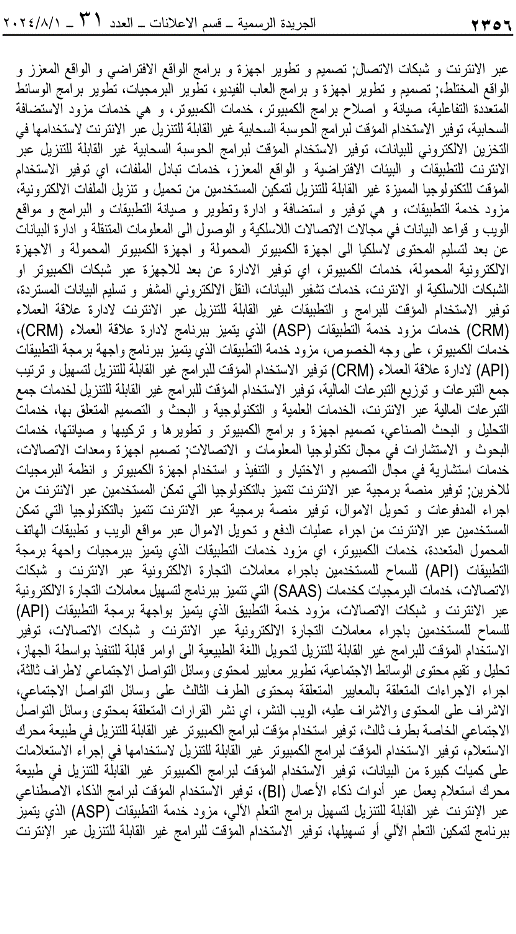 ٢٣٥٦ الجريدة الرسمية – قسم الاعلانات – العدد ٣١ – ٢٠٢٤/٨/١
عبر الانترنت و شبكات الاتصال; تصميم و تطوير اجهزة و برامج الواقع الافتراضي و الواقع المعزز و
الواقع المختلط,; تصميم و تطوير اجهزة و برامج العاب الفيديو، تطوير البرمجيات، تطوير برامج الوسائط
المتعددة التفاعلية، صيانة و اصلاح برامج الكمبيوتر، خدمات الكمبيوتر، و هي خدمات مزود الاستضافة
السحابية، توفير الاستخدام المؤقت لبرامج الحوسبة السحابية غير القابلة للتنزيل عبر الانترنت لاستخدامها في
التخزين الالكتروني للبيانات، توفير الاستخدام المؤقت لبرامج الحوسبة السحابية غير القابلة للتنزيل عبر
الانترنت للتطبيقات و البيئات الافتراضية و الواقع المعزز، خدمات تبادل الملفات، اي توفير الاستخدام
المؤقت للتكنولوجيا المميزة غير القابلة للتنزيل لتمكين المستخدمين من تحميل و تنزيل الملفات الالكترونية،
مزود خدمة التطبيقات، و هي توفير و استضافة و ادارة وتطوير و صيانة التطبيقات و البرامج و مواقع
الويب و قواعد البيانات في مجالات الاتصالات اللاسلكية و الوصول الى المعلومات المتنقلة و ادارة البيانات
عن بعد لتسليم المحتوى لاسلكيا الى اجهزة الكمبيوتر المحمولة و اجهزة الكمبيوتر المحمولة و الاجهزة
الالكترونية المحمولة، خدمات الكمبيوتر، اي توفير الادارة عن بعد للاجهزة عبر شبكات الكمبيوتر او
الشبكات اللاسلكية او الانترنت، خدمات تشفير البيانات، النقل الالكتروني المشفر و تسليم البيانات المستردة،
توفير الاستخدام المؤقت للبرامج و التطبيقات غير القابلة للتنزيل عبر الانترنت لادارة علاقة العملاء
(CRM) خدمات مزود خدمة التطبيقات (ASP) الذي يتميز ببرنامج لادارة علاقة العملاء (CRM)،
خدمات الكمبيوتر، على وجه الخصوص، مزود خدمة التطبيقات الذي يتميز ببرنامج واجهة برمجة التطبيقات
(API) لادارة علاقة العملاء (CRM) توفير الاستخدام المؤقت للبرامج غير القابلة للتنزيل لتسهيل و ترتيب
جمع التبرعات و توزيع التبرعات المالية، توفير الاستخدام المؤقت للبرامج غير القابلة للتنزيل لخدمات جمع
التبرعات المالية عبر الانترنت، الخدمات العلمية و التكنولوجية و البحث و التصميم المتعلق بها، خدمات
التحليل و البحث الصناعي، تصميم اجهزة و برامج الكمبيوتر و تطويرها و تركيبها و صيانتها، خدمات
البحوث و الاستشارات في مجال تكنولوجيا المعلومات و الاتصالات; تصميم اجهزة ومعدات الاتصالات،
خدمات استشارية في مجال التصميم و الاختيار و التنفيذ و استخدام اجهزة الكمبيوتر و انظمة البرمجيات
للاخرين; توفير منصة برمجية عبر الانترنت تتميز بالتكنولوجيا التي تمكن المستخدمين عبر الانترنت من
اجراء المدفوعات و تحويل الاموال، توفير منصة برمجية عبر الانترنت تتميز بالتكنولوجيا التي تمكن
المستخدمين عبر الانترنت من اجراء عمليات الدفع و تحويل الاموال عبر مواقع الويب و تطبيقات الهاتف
المحمول المتعددة، خدمات الكمبيوتر، اي مزود خدمات التطبيقات الذي يتميز ببرمجيات واجهة برمجة
التطبيقات (API) للسماح للمستخدمين باجراء معاملات التجارة الالكترونية عبر الانترنت و شبكات
الاتصالات، خدمات البرمجيات كخدمات (SAAS) التي تتميز ببرنامج لتسهيل معاملات التجارة الالكترونية
عبر الانترنت و شبكات الاتصالات، مزود خدمة التطبيق الذي يتميز بواجهة برمجة التطبيقات (API)
للسماح للمستخدمين باجراء معاملات التجارة الالكترونية عبر الانترنت و شبكات الاتصالات، توفير
الاستخدام المؤقت للبرامج غير القابلة للتنزيل لتحويل اللغة الطبيعية الى اوامر قابلة للتنفيذ بواسطة الجهاز،
تحليل و تقيم محتوى الوسائط الاجتماعية، تطوير معايير لمحتوى وسائل التواصل الاجتماعي لاطراف ثالثة،
اجراء الاجراءات المتعلقة بالمعايير المتعلقة بمحتوى الطرف الثالث على وسائل التواصل الاجتماعي،
الاشراف على المحتوى والاشراف عليه، الويب النشر، اي نشر القرارات المتعلقة بمحتوى وسائل التواصل
الاجتماعي الخاصة بطرف ثالث، توفير استخدام مؤقت لبرامج الكمبيوتر غير القابلة للتنزيل في طبيعة محرك
الاستعلام، توفير الاستخدام المؤقت لبرامج الكمبيوتر غير القابلة للتنزيل لاستخدامها في إجراء الاستعلامات
على كميات كبيرة من البيانات، توفير الاستخدام المؤقت لبرامج الكمبيوتر غير القابلة للتنزيل في طبيعة
محرك استعلام يعمل عبر أدوات ذكاء الأعمال (BI)، توفير الاستخدام المؤقت لبرامج الذكاء الاصطناعي
عبر الإنترنت غير القابلة للتنزيل لتسهيل برامج التعلم الآلي، مزود خدمة التطبيقات (ASP) الذي يتميز
ببرنامج لتمكين التعلم الآلي أو تسهيلها، توفير الاستخدام المؤقت للبرامج غير القابلة للتنزيل عبر الإنترنت